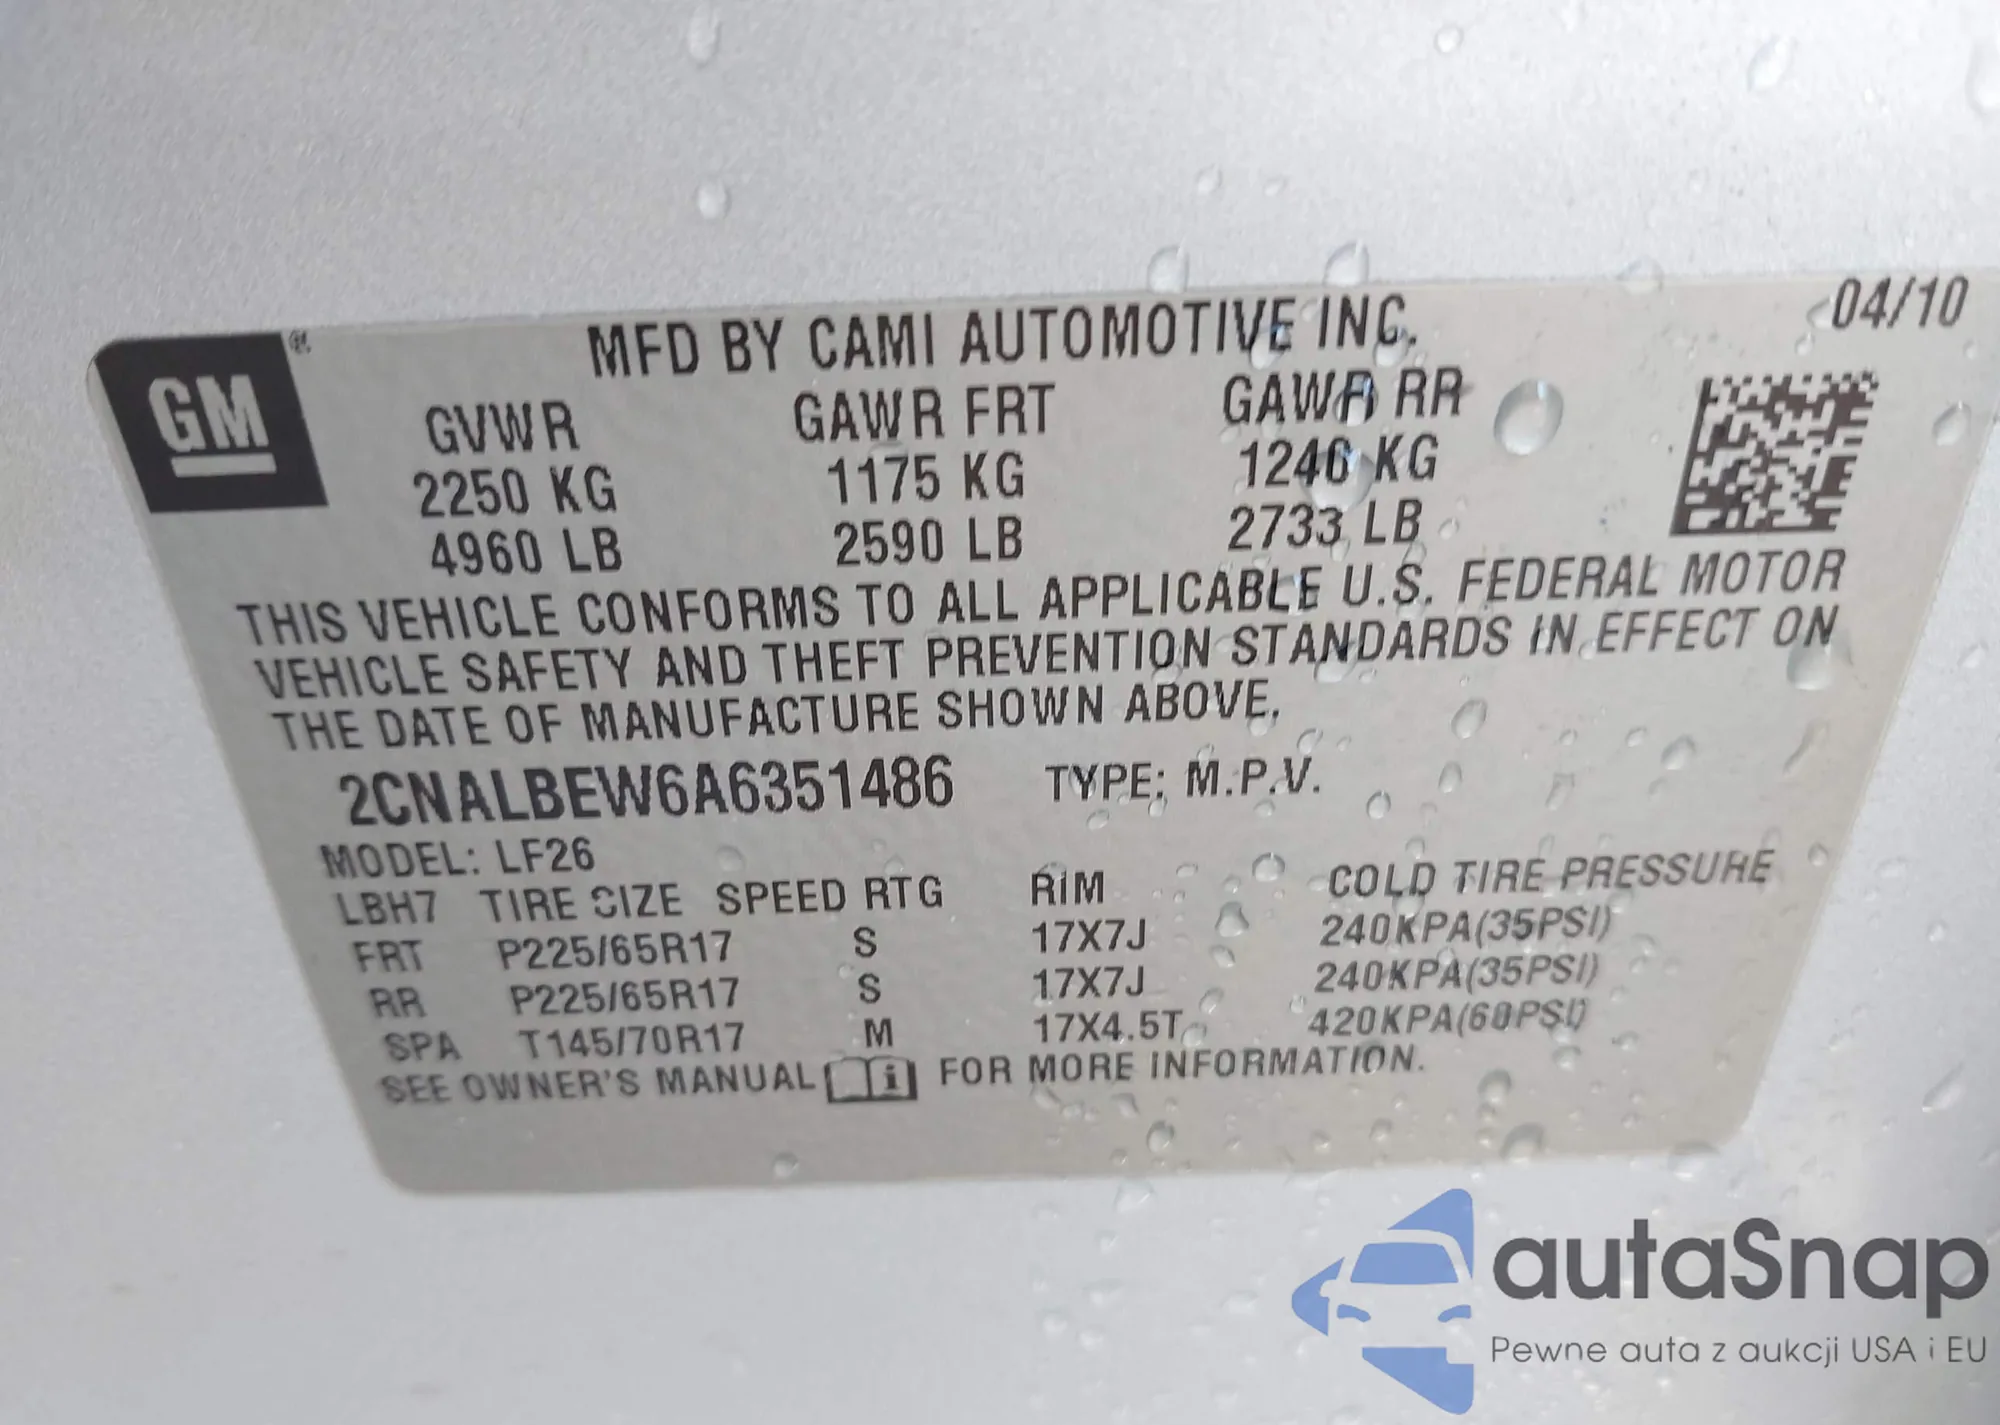 GM ®
MFD BY CAMI AUTOMOTIVE INC. 04/10
GVWR GAWR FRT GAWR RR
2250 KG 1175 KG 1246 KG
4960 LB 2590 LB 2733 LB
THIS VEHICLE CONFORMS TO ALL APPLICABLE U.S. FEDERAL MOTOR
VEHICLE SAFETY AND THEFT PREVENTION STANDARDS IN EFFECT ON
THE DATE OF MANUFACTURE SHOWN ABOVE.
2CNALBEW6A6351486 TYPE: M.P.V.
MODEL: LF26
LBH7 TIRE SIZE SPEED RTG RIM COLD TIRE PRESSURE
FRT P225/65R17 S 17X7J 240KPA(35PSI)
RR P225/65R17 S 17X7J 240KPA(35PSI)
SPA T145/70R17 M 17X4.5T 420KPA(60PSI)
SEE OWNER'S MANUAL i FOR MORE INFORMATION.
autaSnap
Pewne auta z aukcji USA i EU